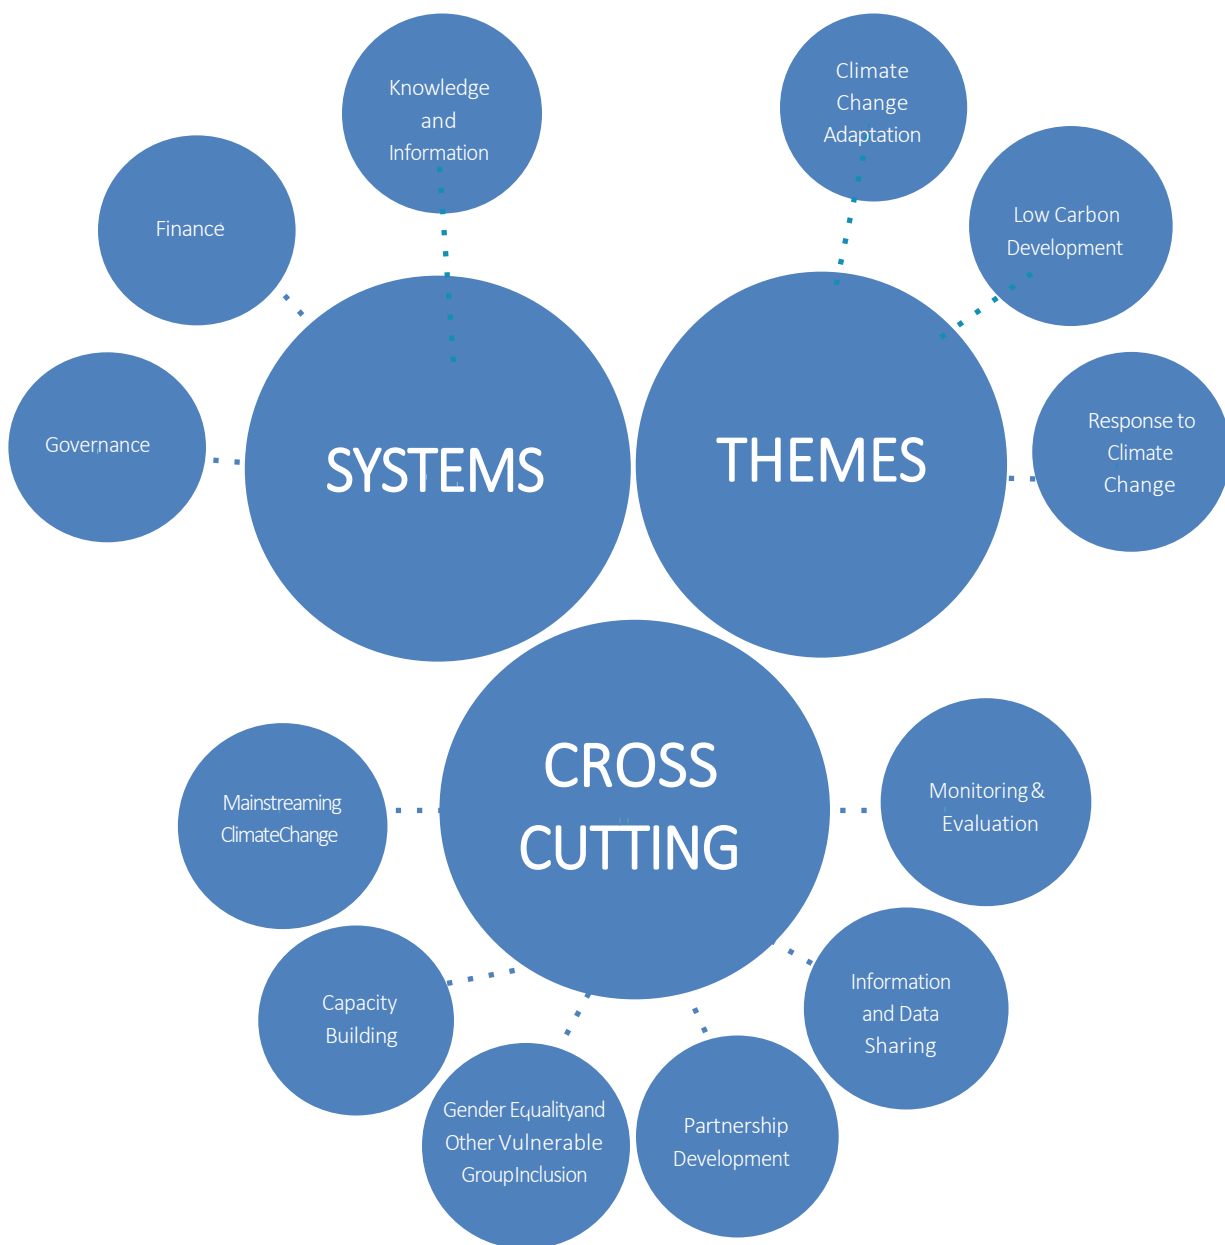 Knowledge
and
Information
Finance
Governance
SYSTEMS
Climate
Change
Adaptation
Low Carbon
Development
Response to
Climate
Change
THEMES
CROSS
CUTTING
Mainstreaming
ClimateChange
Capacity
Building
Gender Equalityand
Other Vulnerable
GroupInclusion
Partnership
Development
Information
and Data
Sharing
Monitoring &
Evaluation